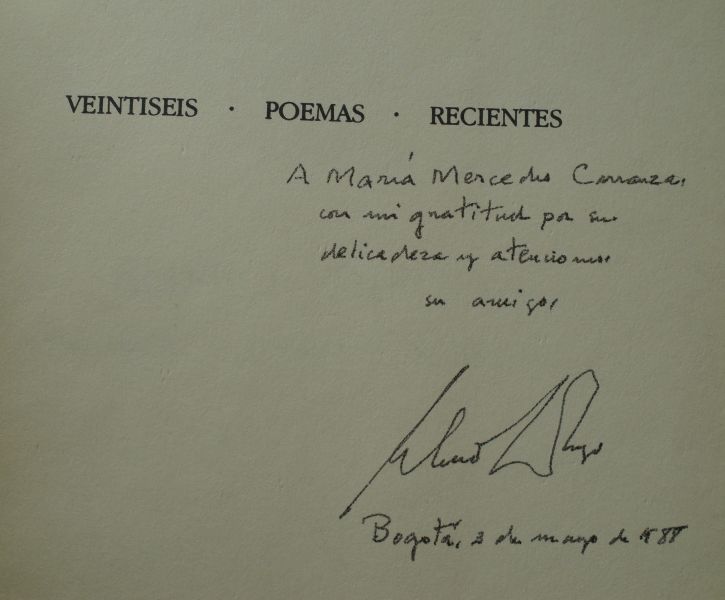 VEINTISEIS · POEMAS · RECIENTES
A María Mercedes Carranza,
con mi gratitud por su
delicadeza y atenciones
su amigo,
Bogotá, 3 de mayo de 1988